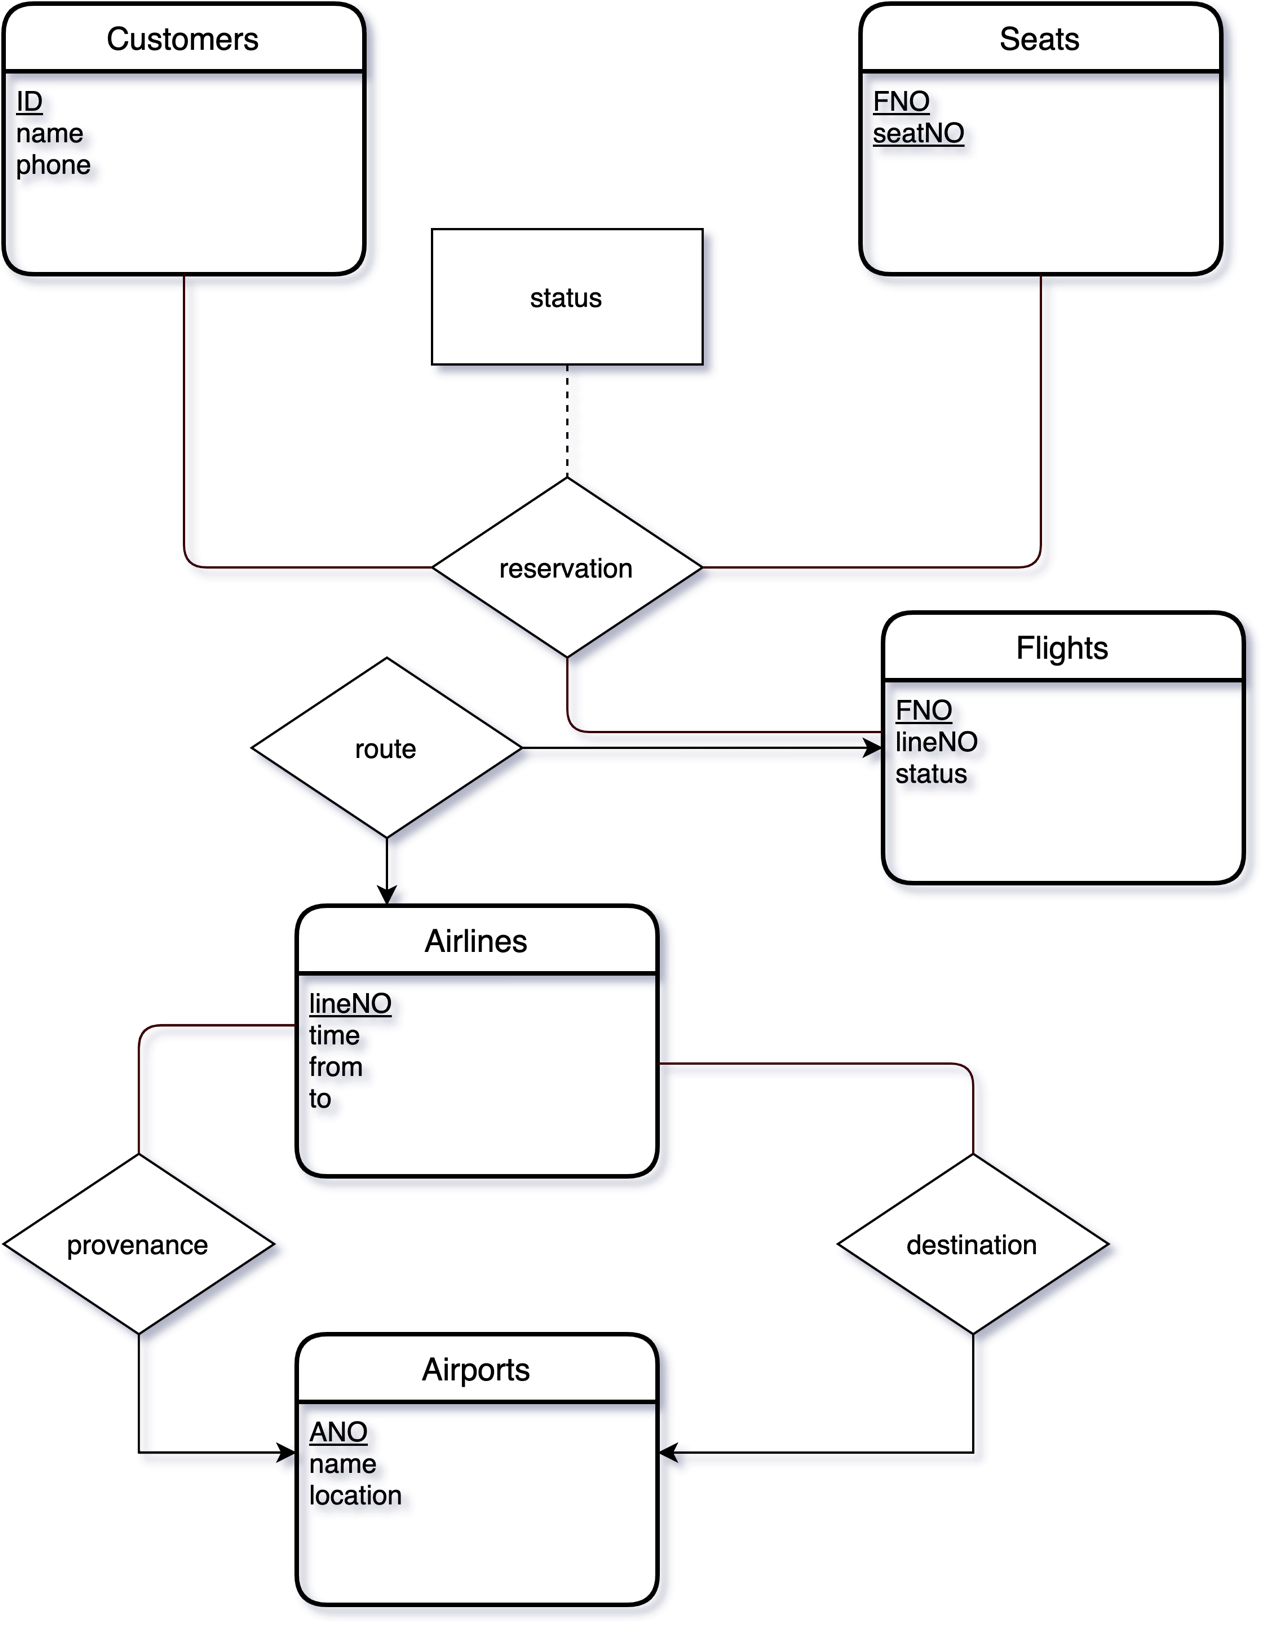 Customers
ID
name
phone
Seats
FNO
seatNO
status
reservation
Flights
FNO
lineNO
status
route
Airlines
lineNO
time
from
to
provenance
destination
Airports
ANO
name
location